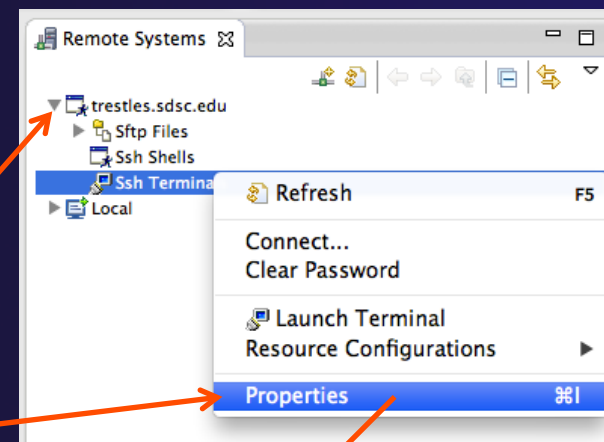 Remote Systems
trestles.sdsc.edu
Sftp Files
Ssh Shells
Ssh Termina
Local
Refresh F5
Connect...
Clear Password
Launch Terminal
Resource Configurations
Properties ⌘I